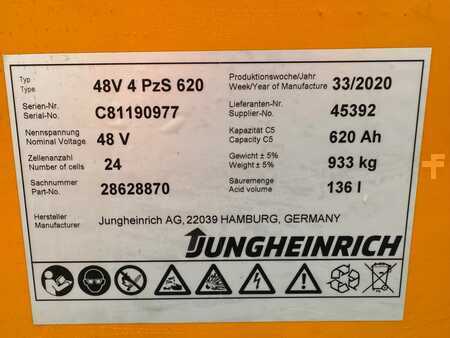 Typ
Type
48V 4 PzS 620
Produktionswoche/Jahr
Week/Year of Manufacture
33/2020
Serien-Nr.
Serial-No.
C81190977
Lieferanten-Nr.
Supplier-No.
45392
Nennspannung
Nominal Voltage
48 V
Kapazität C5
Capacity C5
620 Ah
Zellenanzahl
Number of cells
24
Gewicht ± 5%
Weight ± 5%
933 kg
Sachnummer
Part-Number
28628870
Säuremenge
Acid volume
136 l
Hersteller
Manufacturer
Jungheinrich AG, 22039 HAMBURG, GERMANY
JUNGHEINRICH